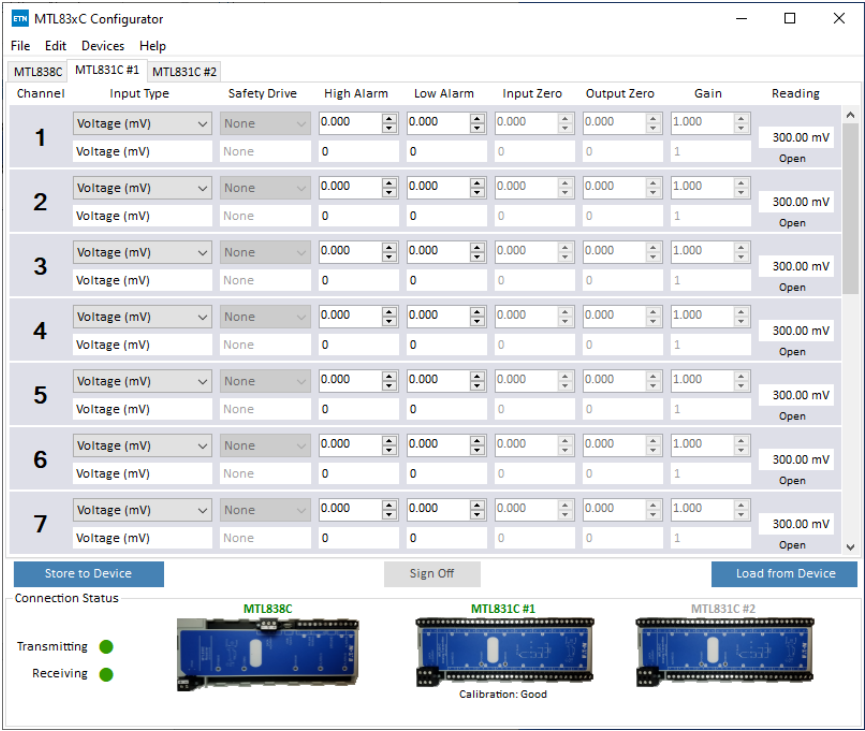 ETN MTL83xC Configurator
File Edit Devices Help
MTL838C MTL831C #1 MTL831C #2
Channel Input Type Safety Drive High Alarm Low Alarm Input Zero Output Zero Gain Reading
1 Voltage (mV) None 0.000 0.000 0.000 0.000 1.000 300.00 mV
Voltage (mV) None 0 0 0 0 1 Open
2 Voltage (mV) None 0.000 0.000 0.000 0.000 1.000 300.00 mV
Voltage (mV) None 0 0 0 0 1 Open
3 Voltage (mV) None 0.000 0.000 0.000 0.000 1.000 300.00 mV
Voltage (mV) None 0 0 0 0 1 Open
4 Voltage (mV) None 0.000 0.000 0.000 0.000 1.000 300.00 mV
Voltage (mV) None 0 0 0 0 1 Open
5 Voltage (mV) None 0.000 0.000 0.000 0.000 1.000 300.00 mV
Voltage (mV) None 0 0 0 0 1 Open
6 Voltage (mV) None 0.000 0.000 0.000 0.000 1.000 300.00 mV
Voltage (mV) None 0 0 0 0 1 Open
7 Voltage (mV) None 0.000 0.000 0.000 0.000 1.000 300.00 mV
Voltage (mV) None 0 0 0 0 1 Open
Store to Device Sign Off Load from Device
Connection Status
MTL838C MTL831C #1 MTL831C #2
Transmitting
Receiving
Calibration: Good